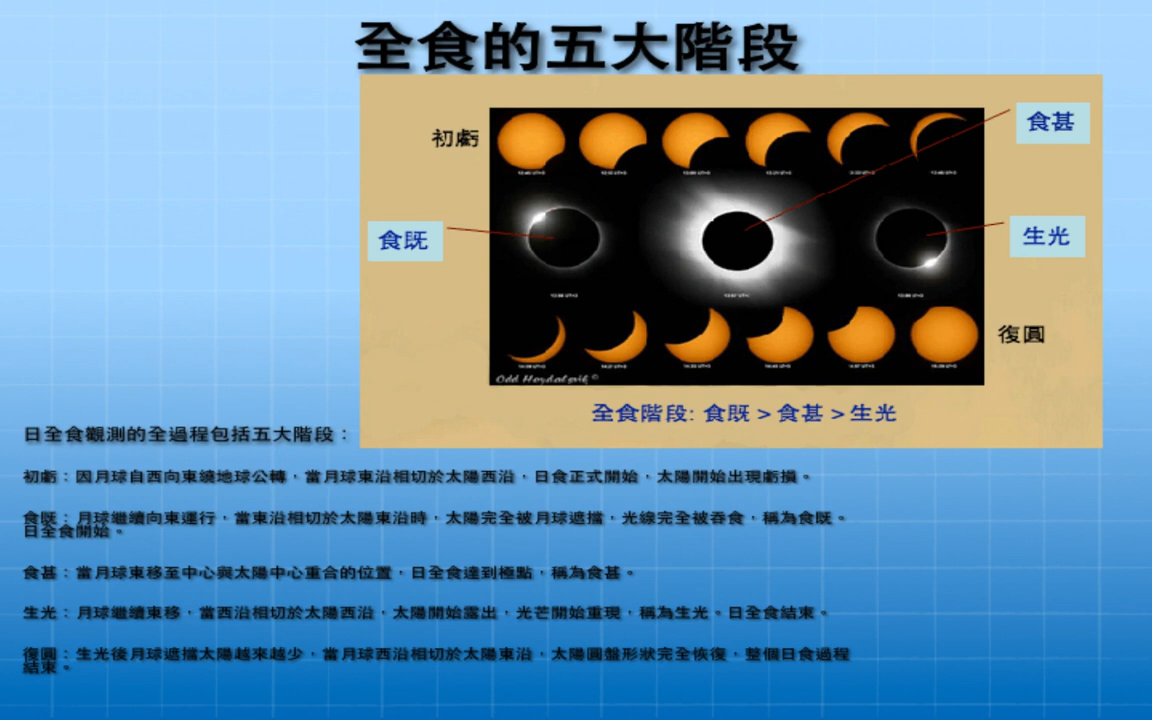 全食的五大階段
初虧
食甚
食既
生光
復圓
Odd Høydalsvik ©
全食階段: 食既 > 食甚 > 生光
日全食觀測的全過程包括五大階段：
初虧：因月球自西向東繞地球公轉，當月球東沿相切於太陽西沿，日食正式開始，太陽開始出現虧損。
食既：月球繼續向東運行，當東沿相切於太陽東沿時，太陽完全被月球遮擋，光線完全被吞食，稱為食既。
日全食開始。
食甚：當月球東移至中心與太陽中心重合的位置，日全食達到極點，稱為食甚。
生光：月球繼續東移，當西沿相切於太陽西沿，太陽開始露出，光芒開始重現，稱為生光。日全食結束。
復圓：生光後月球遮擋太陽越來越少，當月球西沿相切於太陽東沿，太陽圓盤形狀完全恢復，整個日食過程
結束。